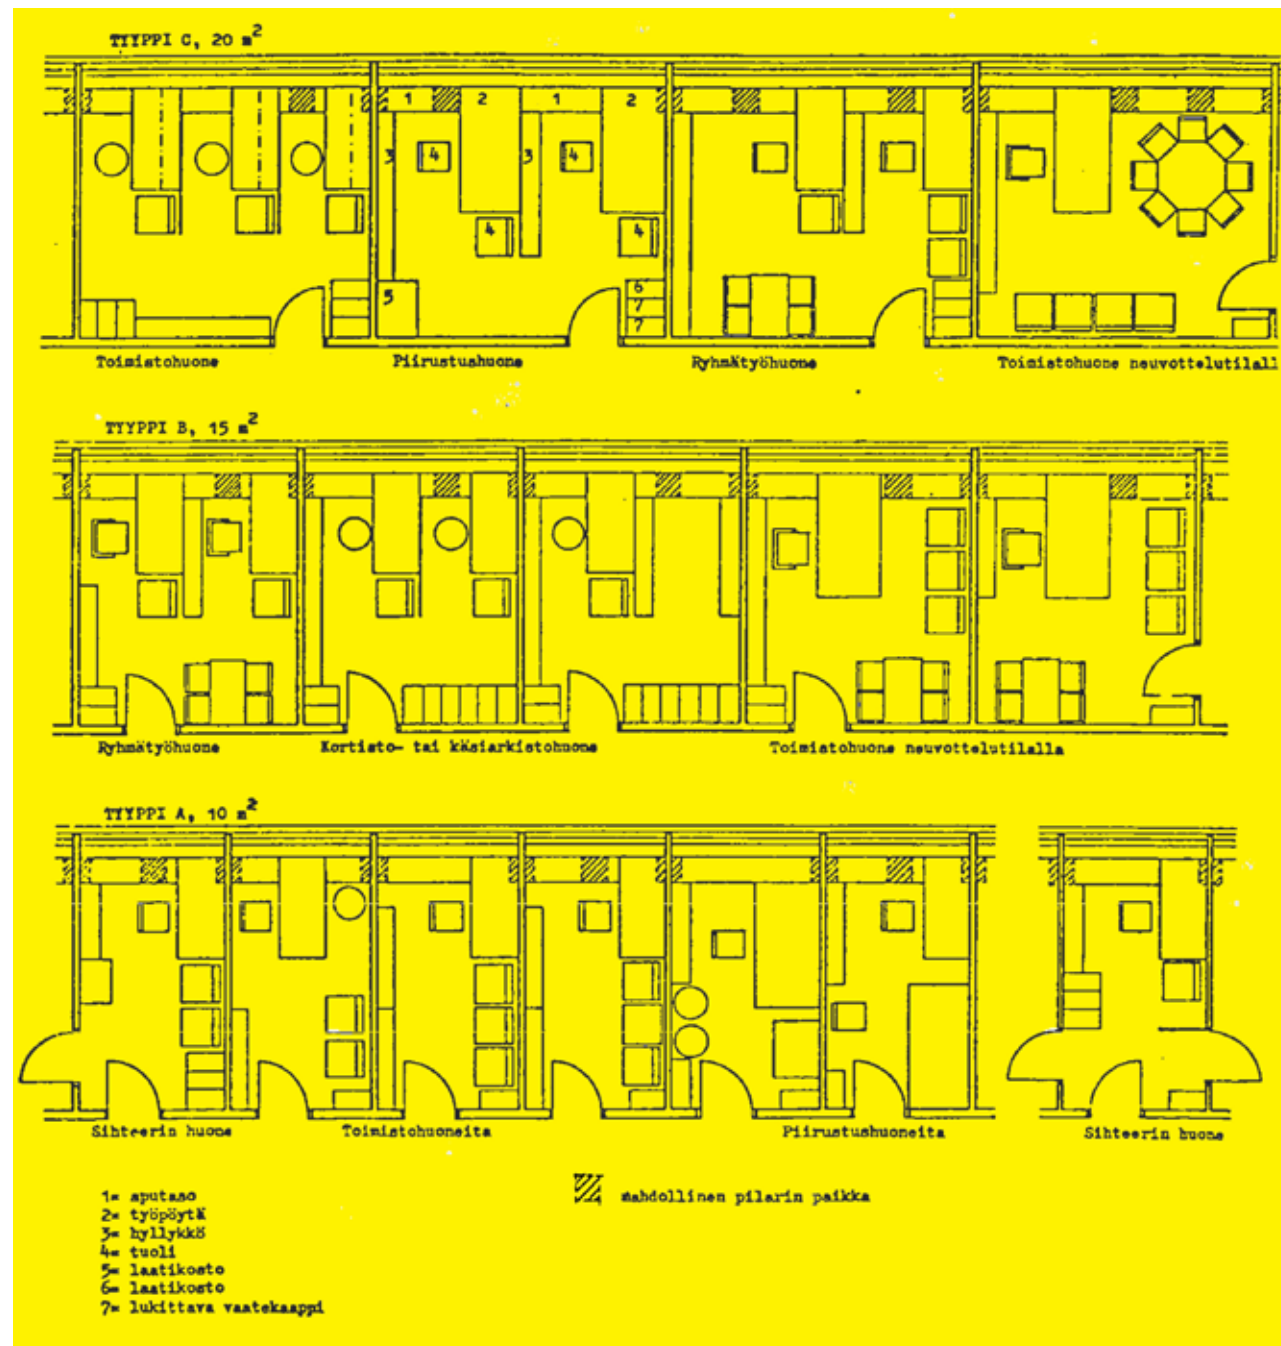 TYYPPI C, 20 m²
1 2 1 2
3 4 3 4
4 4
5 6
7
7
Toimistohuone Piirustushuone Ryhmätyöhuone Toimistohuone neuvottelutilall
TYYPPI B, 15 m²
Ryhmätyöhuone Kortisto- tai käsiarkistohuone Toimistohuone neuvottelutilalla
TYYPPI A, 10 m²
Sihteerin huone Toimistohuoneita Piirustushuoneita Sihteerin huone
mahdollinen pilarin paikka
1= aputaso
2= työpöytä
3= hyllykkö
4= tuoli
5= laatikosto
6= laatikosto
7= lukittava vaatekaappi